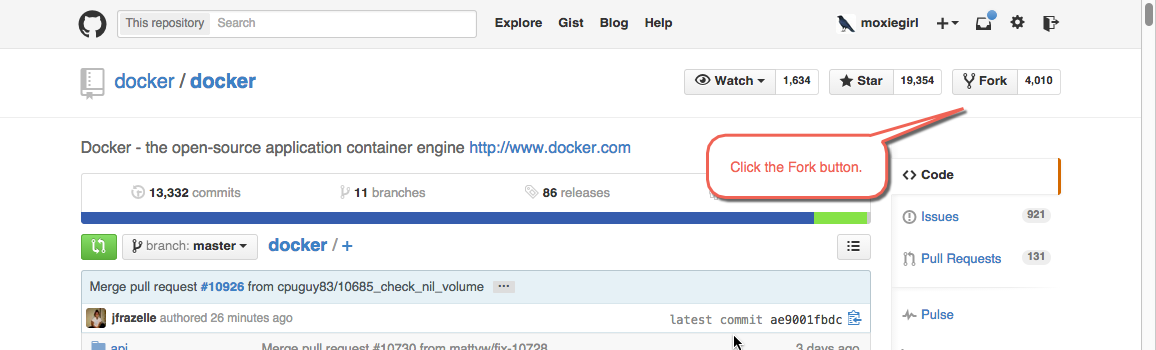 This repository Search Explore Gist Blog Help moxiegirl
docker / docker Watch 1,634 Star 19,354 Fork 4,010
Docker - the open-source application container engine http://www.docker.com
Click the Fork button.
13,332 commits 11 branches 86 releases
Code
Issues 921
branch: master docker / +
Pull Requests 131
Merge pull request #10926 from cpuguy83/10685_check_nil_volume ...
jfrazelle authored 26 minutes ago latest commit ae9001fbdc
Pulse
api Merge pull request #10730 from mattyw/fix-10728 3 days ago